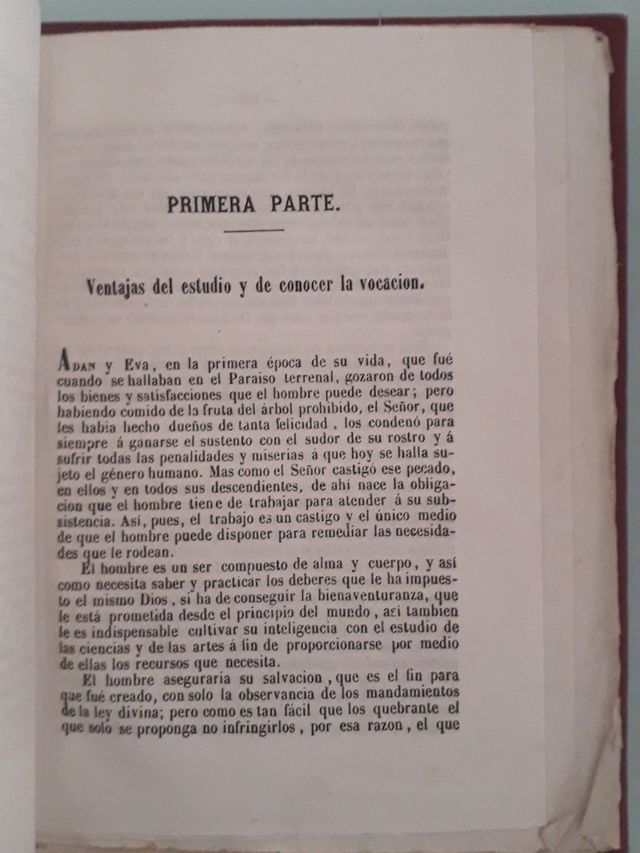 PRIMERA PARTE.
Ventajas del estudio y de conocer la vocacion.
ADAN y Eva, en la primera época de su vida, que fué
cuando se hallaban en el Paraiso terrenal, gozaron de todos
los bienes y satisfacciones que el hombre puede desear; pero
habiendo comido de la fruta del árbol prohibido, el Señor, que
les habia hecho dueños de tanta felicidad, los condenó para
siempre á ganarse el sustento con el sudor de su rostro y á
sufrir todas las penalidades y miserias á que hoy se halla su-
jeto el género humano. Mas como el Señor castigó ese pecado,
en ellos y en todos sus descendientes, de ahí nace la obliga-
cion que el hombre tiene de trabajar para atender á su sub-
sistencia. Así, pues, el trabajo es un castigo y el único medio
de que el hombre puede disponer para remediar las necesida-
des que le rodean.
El hombre es un ser compuesto de alma y cuerpo, y así
como necesita saber y practicar los deberes que le ha impues-
to el mismo Dios, si ha de conseguir la bienaventuranza, que
le está prometida desde el principio del mundo, así tambien
le es indispensable cultivar su inteligencia con el estudio de
las ciencias y de las artes á fin de proporcionarse por medio
de ellas los recursos que necesita.
El hombre aseguraria su salvacion, que es el fin para
que fué creado, con solo la observancia de los mandamientos
de la ley divina; pero como es tan fácil que los quebrante el
que solo se proponga no infringirlos, por esa razon, el que